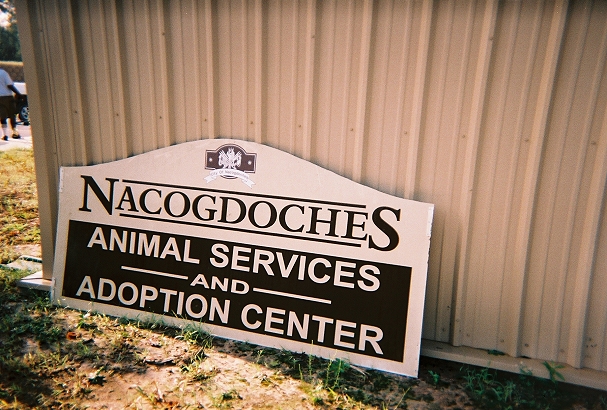 NACOGDOCHES
ANIMAL SERVICES
AND
ADOPTION CENTER